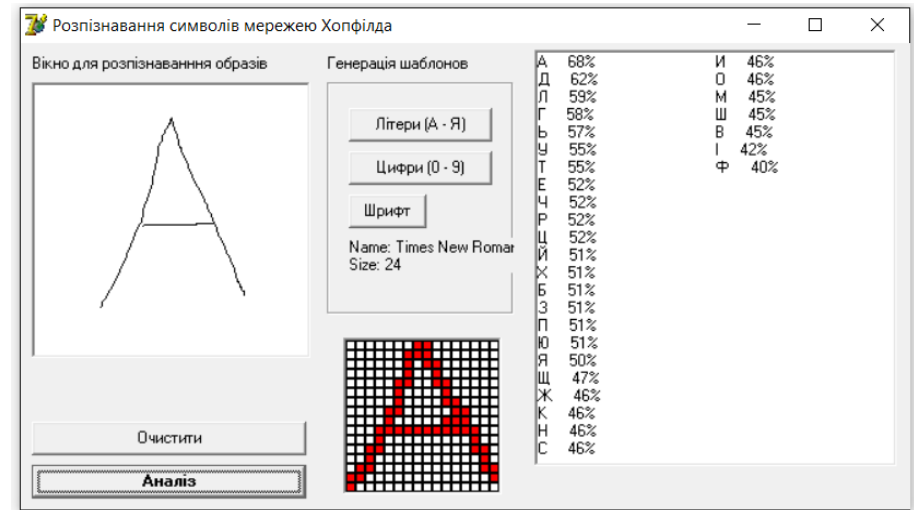 Розпізнавання символів мережею Хопфілда
Вікно для розпізнаванння образів
Генерація шаблонов
Літери (А - Я)
Цифри (0 - 9)
Шрифт
Name: Times New Roman
Size: 24
Очистити
Аналіз
А 68%
Д 62%
Л 59%
Г 58%
Ь 57%
У 55%
Т 55%
Е 52%
Ч 52%
Р 52%
Ц 52%
Й 51%
Х 51%
Б 51%
З 51%
П 51%
Ю 51%
Я 50%
Щ 47%
Ж 46%
К 46%
Н 46%
С 46%
И 46%
О 46%
М 45%
Ш 45%
В 45%
І 42%
Ф 40%